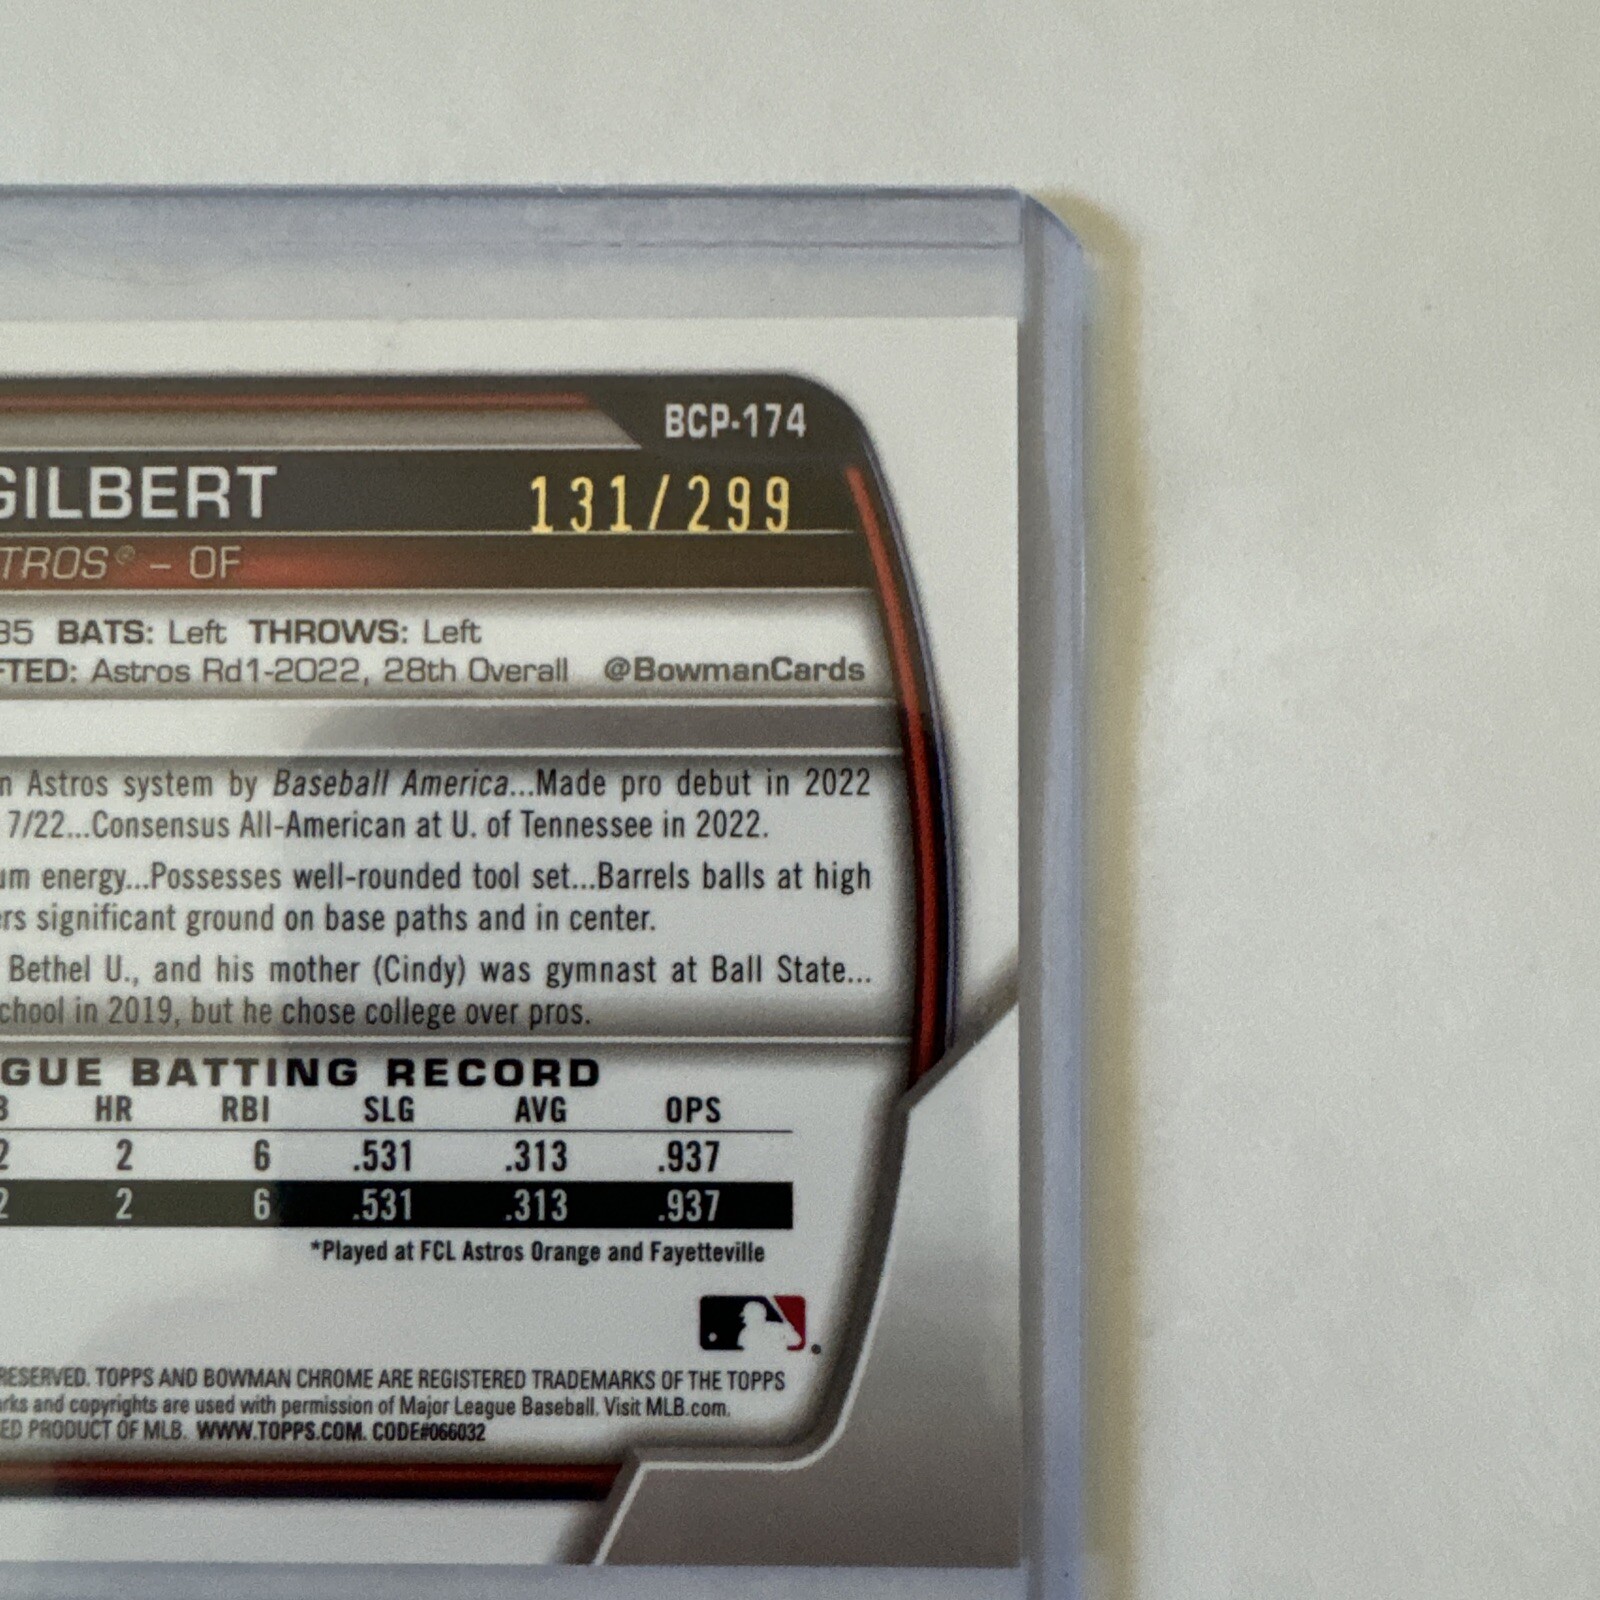 BCP-174
GILBERT 131/299
TROS® – OF
35 BATS: Left THROWS: Left
FTED: Astros Rd1-2022, 28th Overall @BowmanCards
n Astros system by Baseball America...Made pro debut in 2022
7/22...Consensus All-American at U. of Tennessee in 2022.
um energy...Possesses well-rounded tool set...Barrels balls at high
ers significant ground on base paths and in center.
Bethel U., and his mother (Cindy) was gymnast at Ball State...
chool in 2019, but he chose college over pros.
GUE BATTING RECORD
B HR RBI SLG AVG OPS
2 2 6 .531 .313 .937
2 2 6 .531 .313 .937
*Played at FCL Astros Orange and Fayetteville
RESERVED. TOPPS AND BOWMAN CHROME ARE REGISTERED TRADEMARKS OF THE TOPPS
rks and copyrights are used with permission of Major League Baseball. Visit MLB.com.
ED PRODUCT OF MLB. WWW.TOPPS.COM. CODE#066032